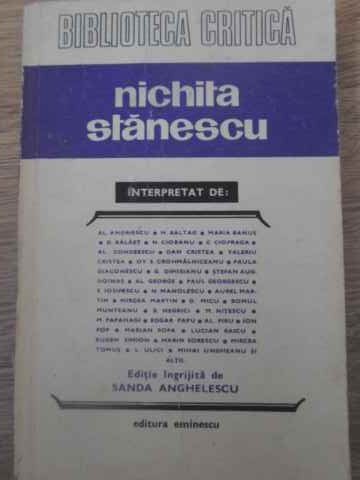 BIBLIOTECA CRITICĂ
nichita
stănescu
INTERPRETAT DE:
AL. ANDRIESCU ● N. BALTAG ● MARIA BANUȘ
● D. BĂLĂEȚ ● N. CIOBANU ● C. CIOPRAGA ●
AL. CONDEESCU ● DAN CRISTEA ● VALERIU
CRISTEA ● OV. S. CROHMĂLNICEANU ● PAULA
DIACONESCU ● G. DIMISIANU ● ȘTEFAN AUG.
DOINAȘ ● AL. GEORGE ● PAUL GEORGESCU ●
E. IOSIFESCU ● N. MANOLESCU ● AUREL MAR-
TIN ● MIRCEA MARTIN ● D. MICU ● ROMUL
MUNTEANU ● E. NEGRICI ● M. NIȚESCU ●
M. PAPAHAGI ● EDGAR PAPU ● AL. PIRU ● ION
POP ● MARIAN POPA ● LUCIAN RAICU ●
EUGEN SIMION ● MARIN SORESCU ● MIRCEA
TOMUȘ ● L. ULICI ● MIHAI UNGHEANU ȘI
ALȚII.
Ediție îngrijită de
SANDA ANGHELESCU
editura eminescu